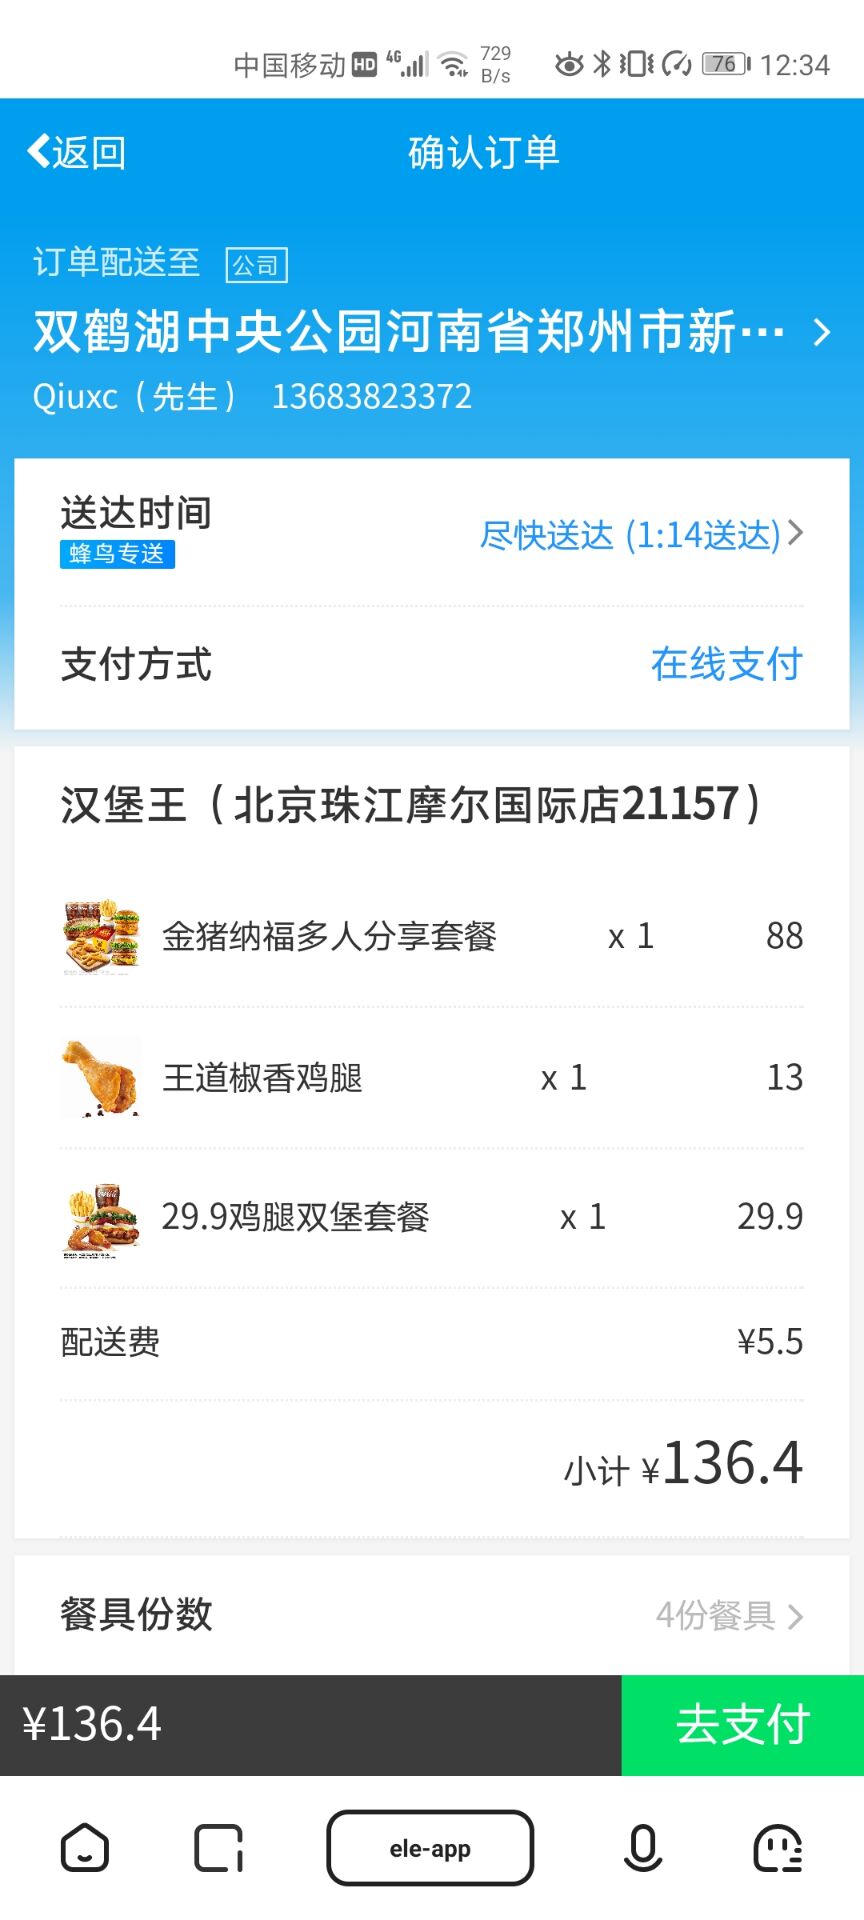 中国移动 HD 4G 729 B/s 76 12:34
返回 确认订单
订单配送至 公司
双鹤湖中央公园河南省郑州市新…
Qiuxc（先生） 13683823372
送达时间
蜂鸟专送
尽快送达 (1:14送达)
支付方式 在线支付
汉堡王（北京珠江摩尔国际店21157）
金猪纳福多人分享套餐 x 1 88
王道椒香鸡腿 x 1 13
29.9鸡腿双堡套餐 x 1 29.9
配送费 ¥5.5
小计 ¥136.4
餐具份数 4份餐具
¥136.4 去支付
ele-app